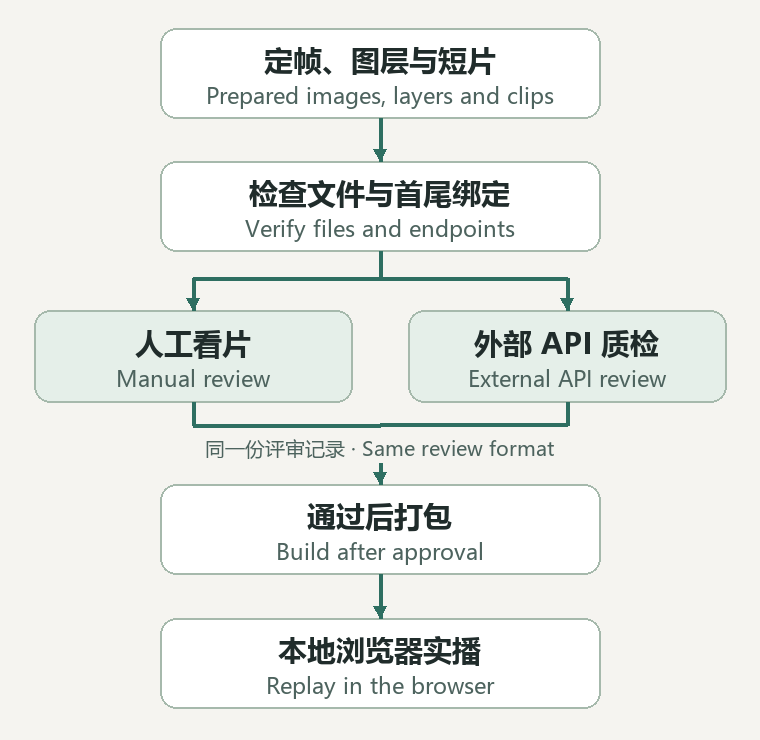 定帧、图层与短片
Prepared images, layers and clips
检查文件与首尾绑定
Verify files and endpoints
人工看片
Manual review
外部 API 质检
External API review
同一份评审记录 · Same review format
通过后打包
Build after approval
本地浏览器实播
Replay in the browser